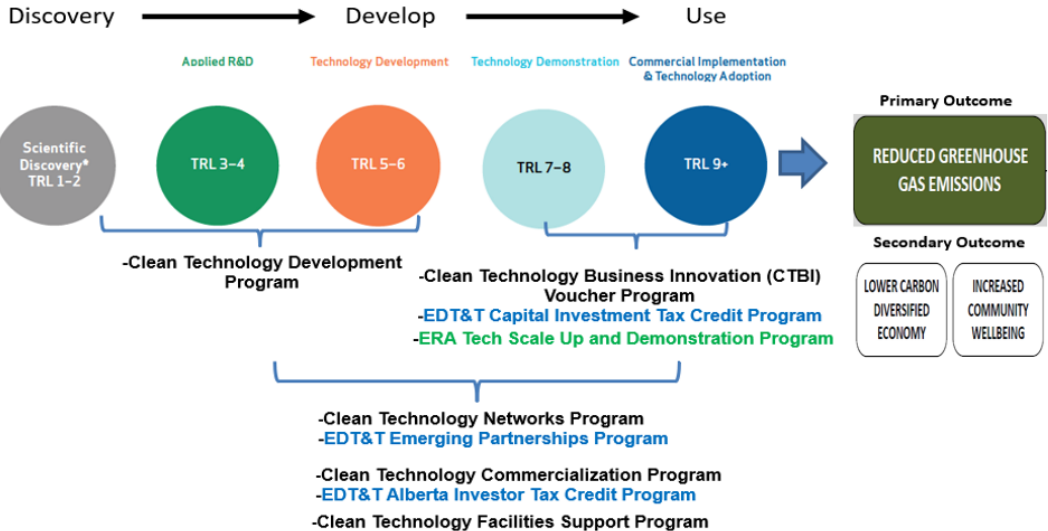 Discovery
Develop
Use
Applied R&D
Technology Development
Technology Demonstration
Commercial Implementation
& Technology Adoption
Scientific
Discovery*
TRL 1–2
TRL 3–4
TRL 5–6
TRL 7–8
TRL 9+
Primary Outcome
REDUCED GREENHOUSE
GAS EMISSIONS
Secondary Outcome
LOWER CARBON
DIVERSIFIED
ECONOMY
INCREASED
COMMUNITY
WELLBEING
-Clean Technology Development
Program
-Clean Technology Business Innovation (CTBI)
Voucher Program
-EDT&T Capital Investment Tax Credit Program
-ERA Tech Scale Up and Demonstration Program
-Clean Technology Networks Program
-EDT&T Emerging Partnerships Program
-Clean Technology Commercialization Program
-EDT&T Alberta Investor Tax Credit Program
-Clean Technology Facilities Support Program